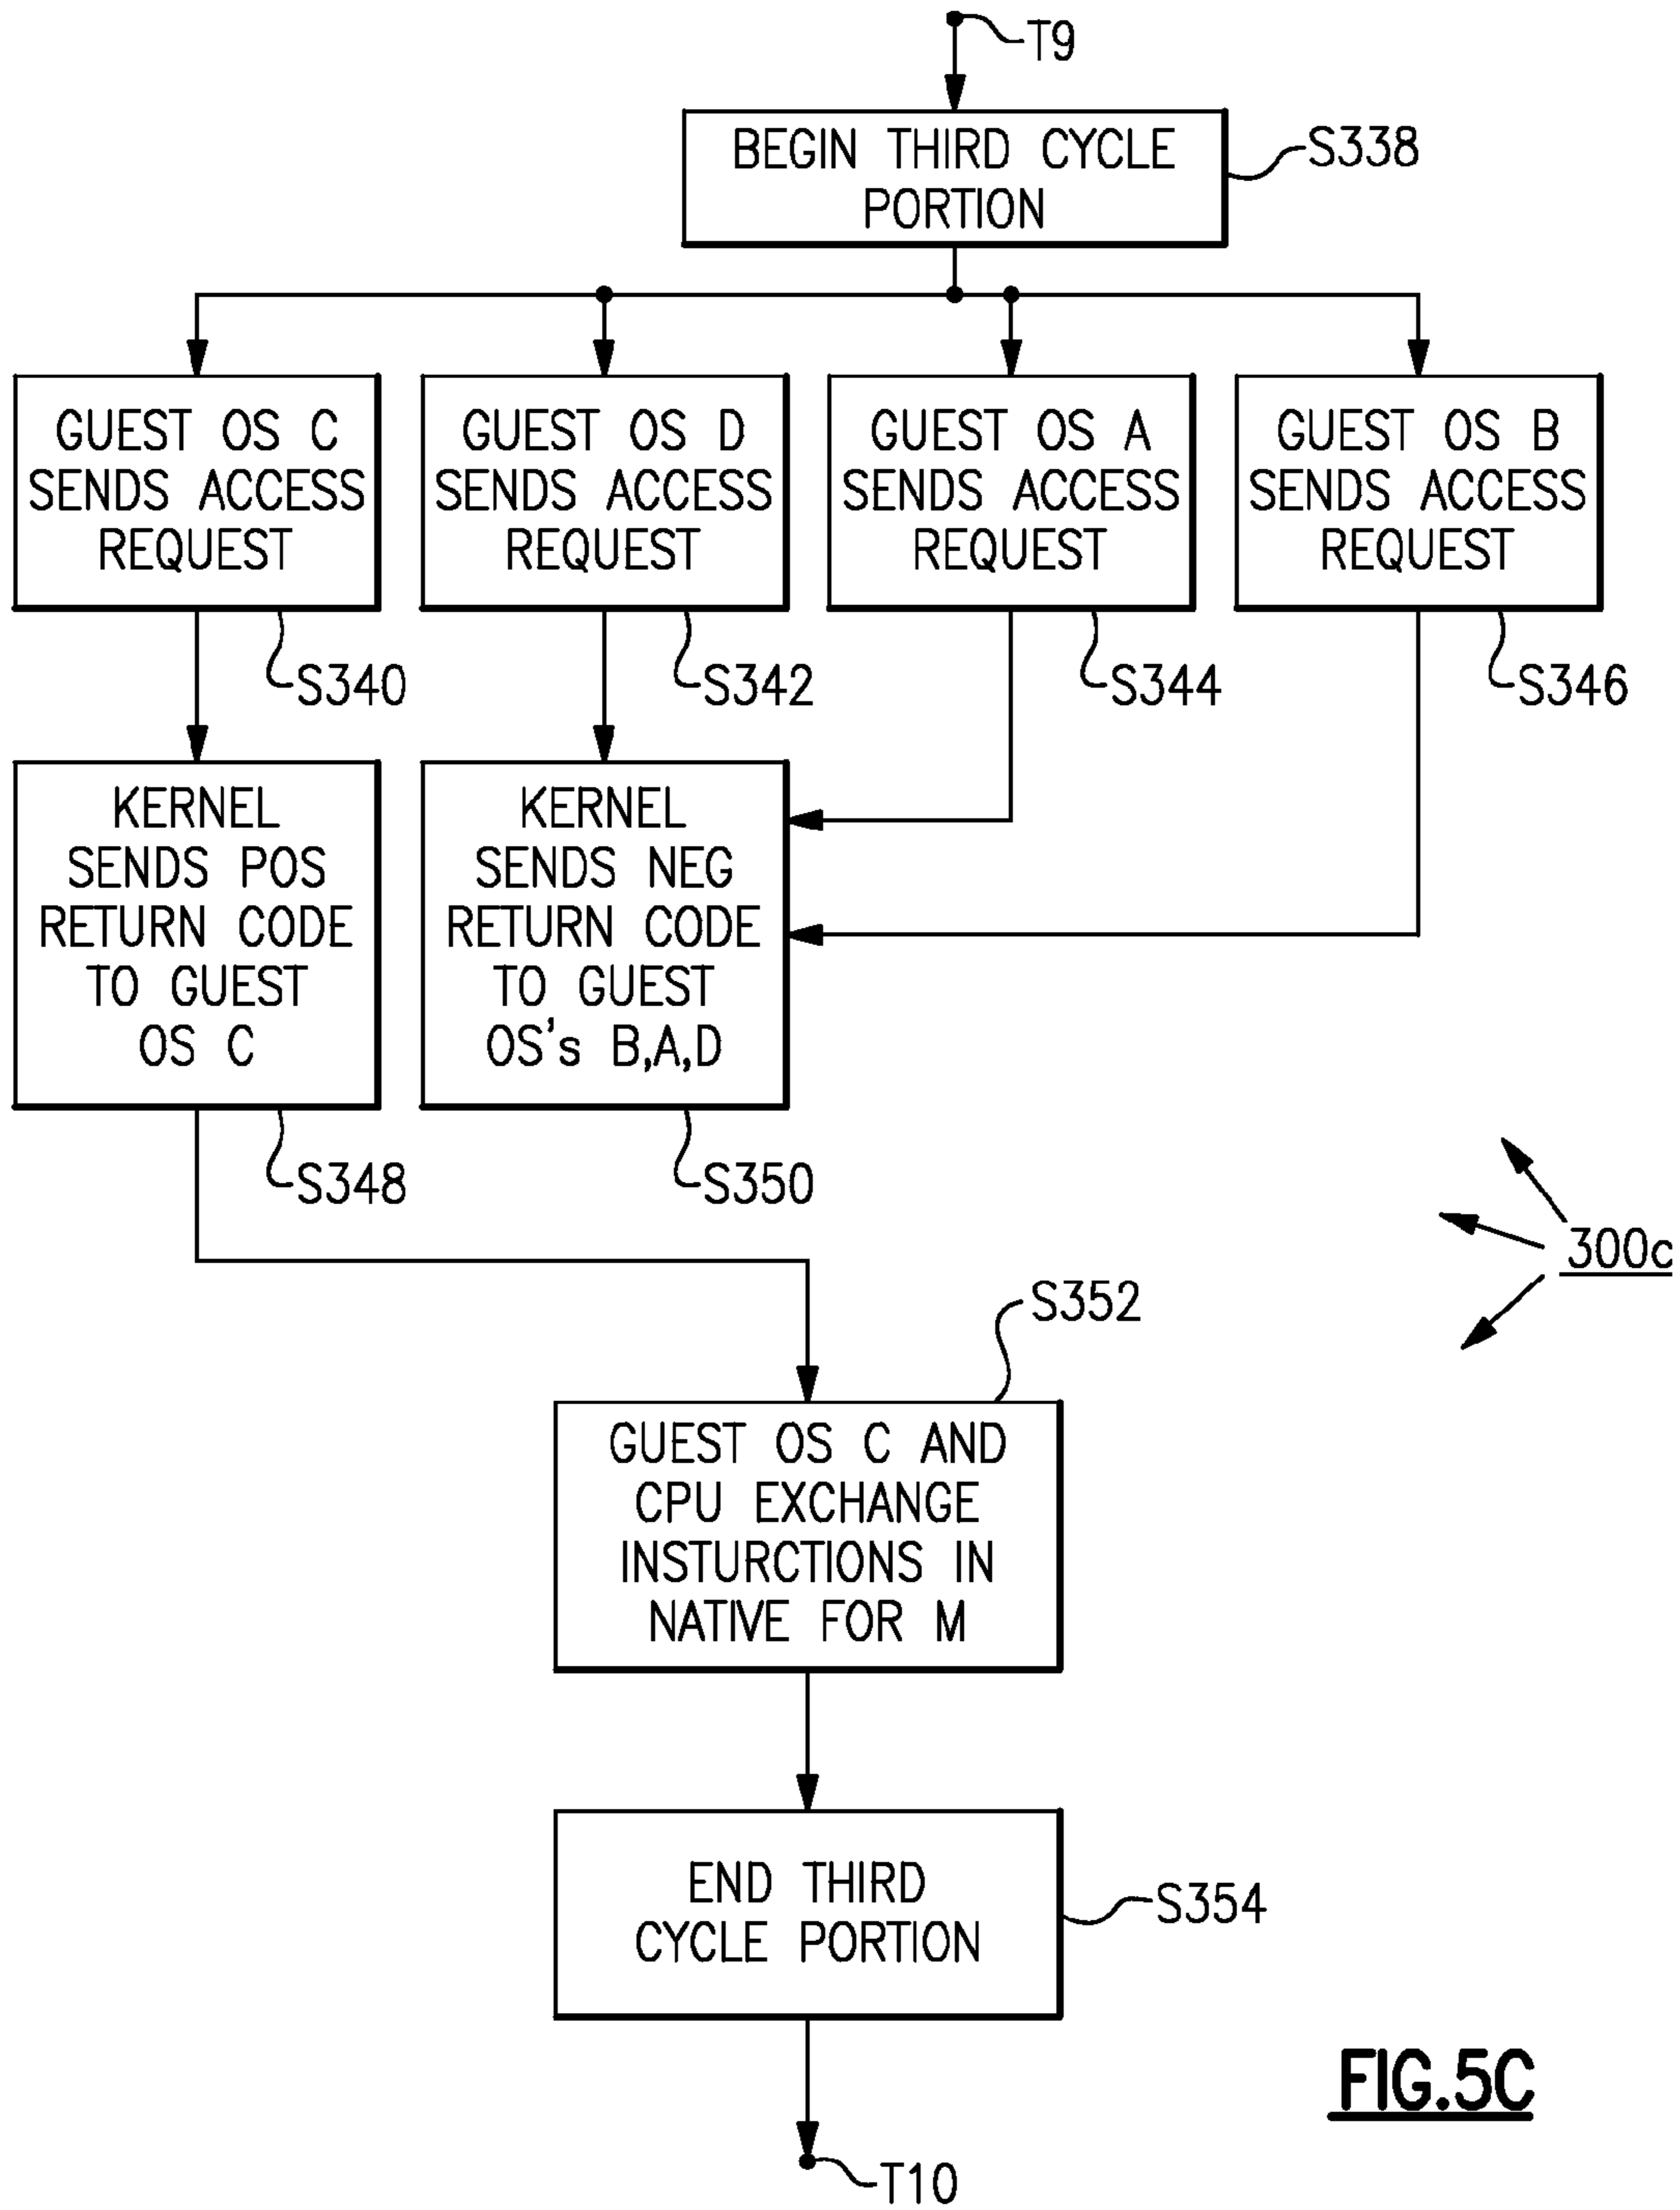 T9
BEGIN THIRD CYCLE
PORTION
S338
GUEST OS C
SENDS ACCESS
REQUEST
S340
GUEST OS D
SENDS ACCESS
REQUEST
S342
GUEST OS A
SENDS ACCESS
REQUEST
S344
GUEST OS B
SENDS ACCESS
REQUEST
S346
KERNEL
SENDS POS
RETURN CODE
TO GUEST
OS C
S348
KERNEL
SENDS NEG
RETURN CODE
TO GUEST
OS's B,A,D
S350
300c
S352
GUEST OS C AND
CPU EXCHANGE
INSTURCTIONS IN
NATIVE FOR M
END THIRD
CYCLE PORTION
S354
T10
FIG.5C